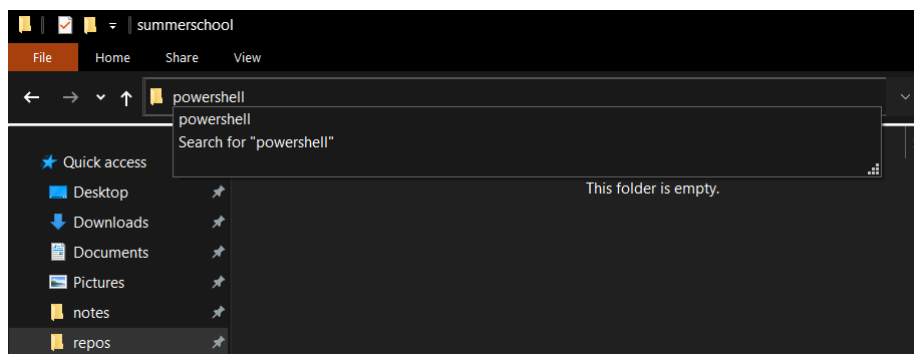 summerschool
File Home Share View
powershell
powershell
Search for "powershell"
Quick access
This folder is empty.
Desktop
Downloads
Documents
Pictures
notes
repos